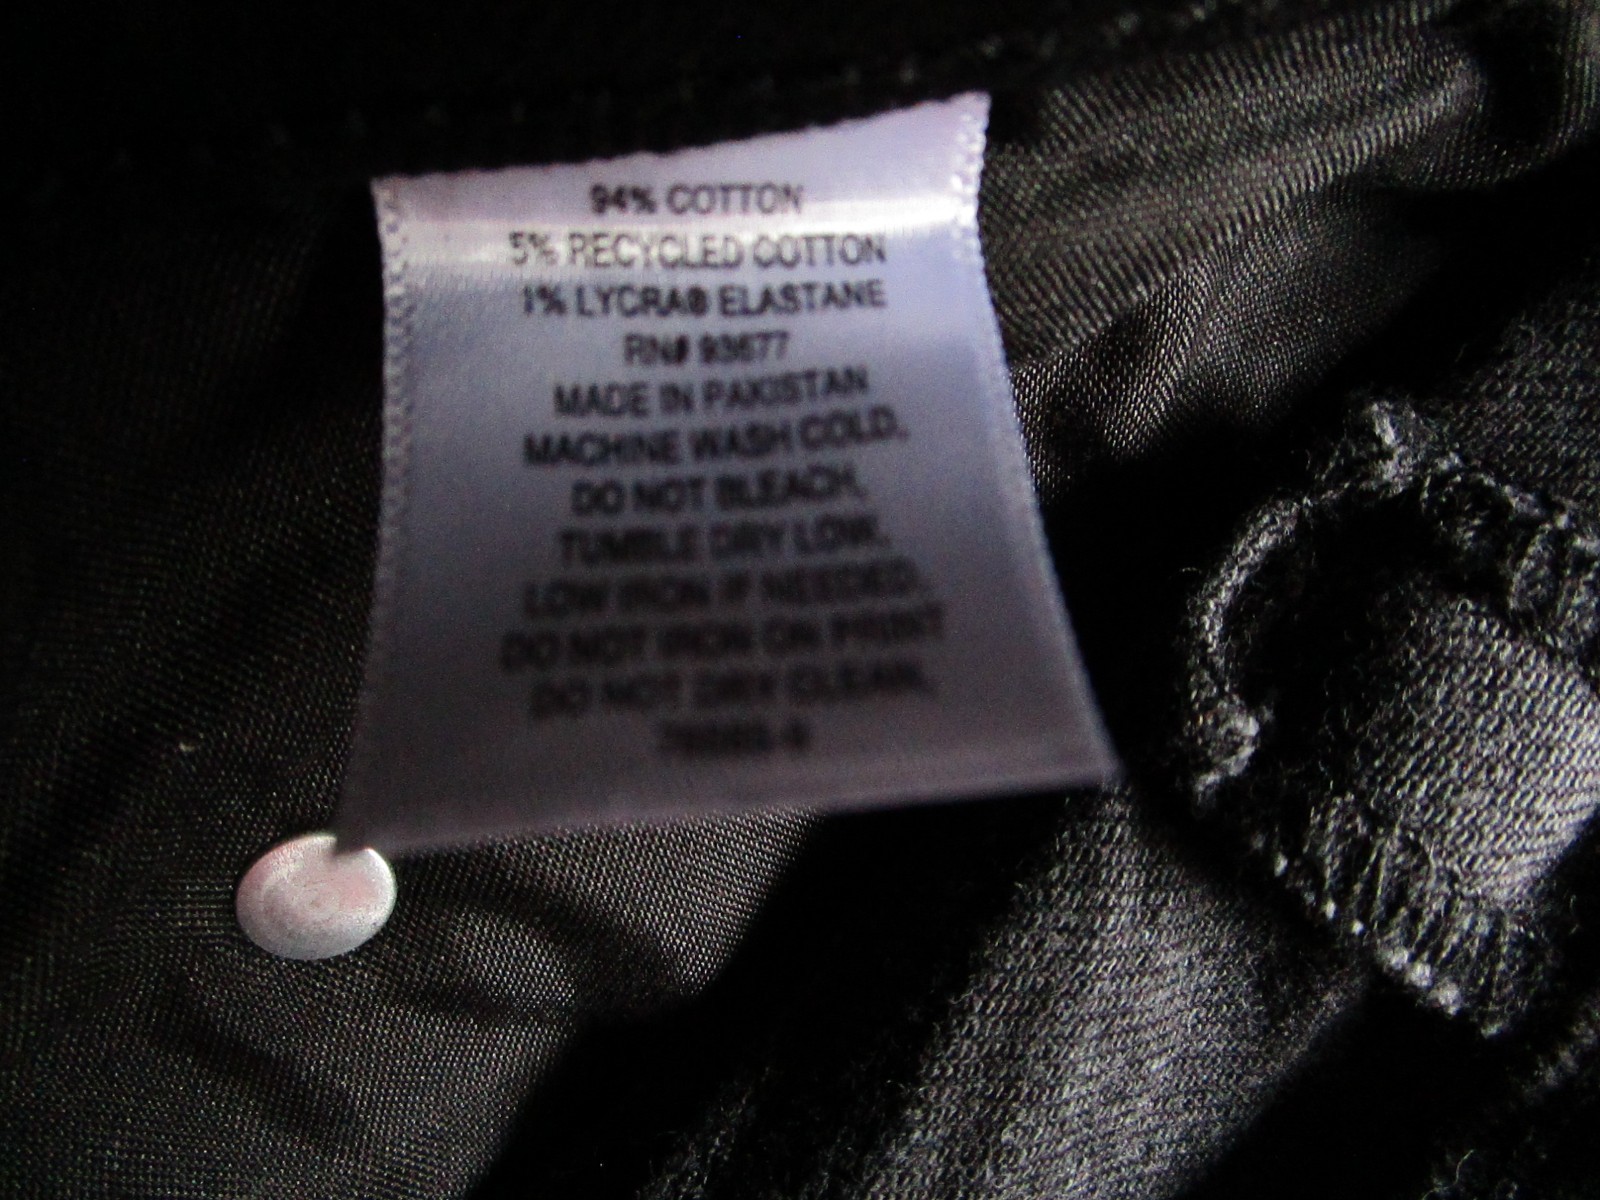 94% COTTON
5% RECYCLED COTTON
1% LYCRA® ELASTANE
RN# 93677
MADE IN PAKISTAN
MACHINE WASH COLD,
DO NOT BLEACH,
TUMBLE DRY LOW,
LOW IRON IF NEEDED,
DO NOT IRON ON PRINT
DO NOT DRY CLEAN,